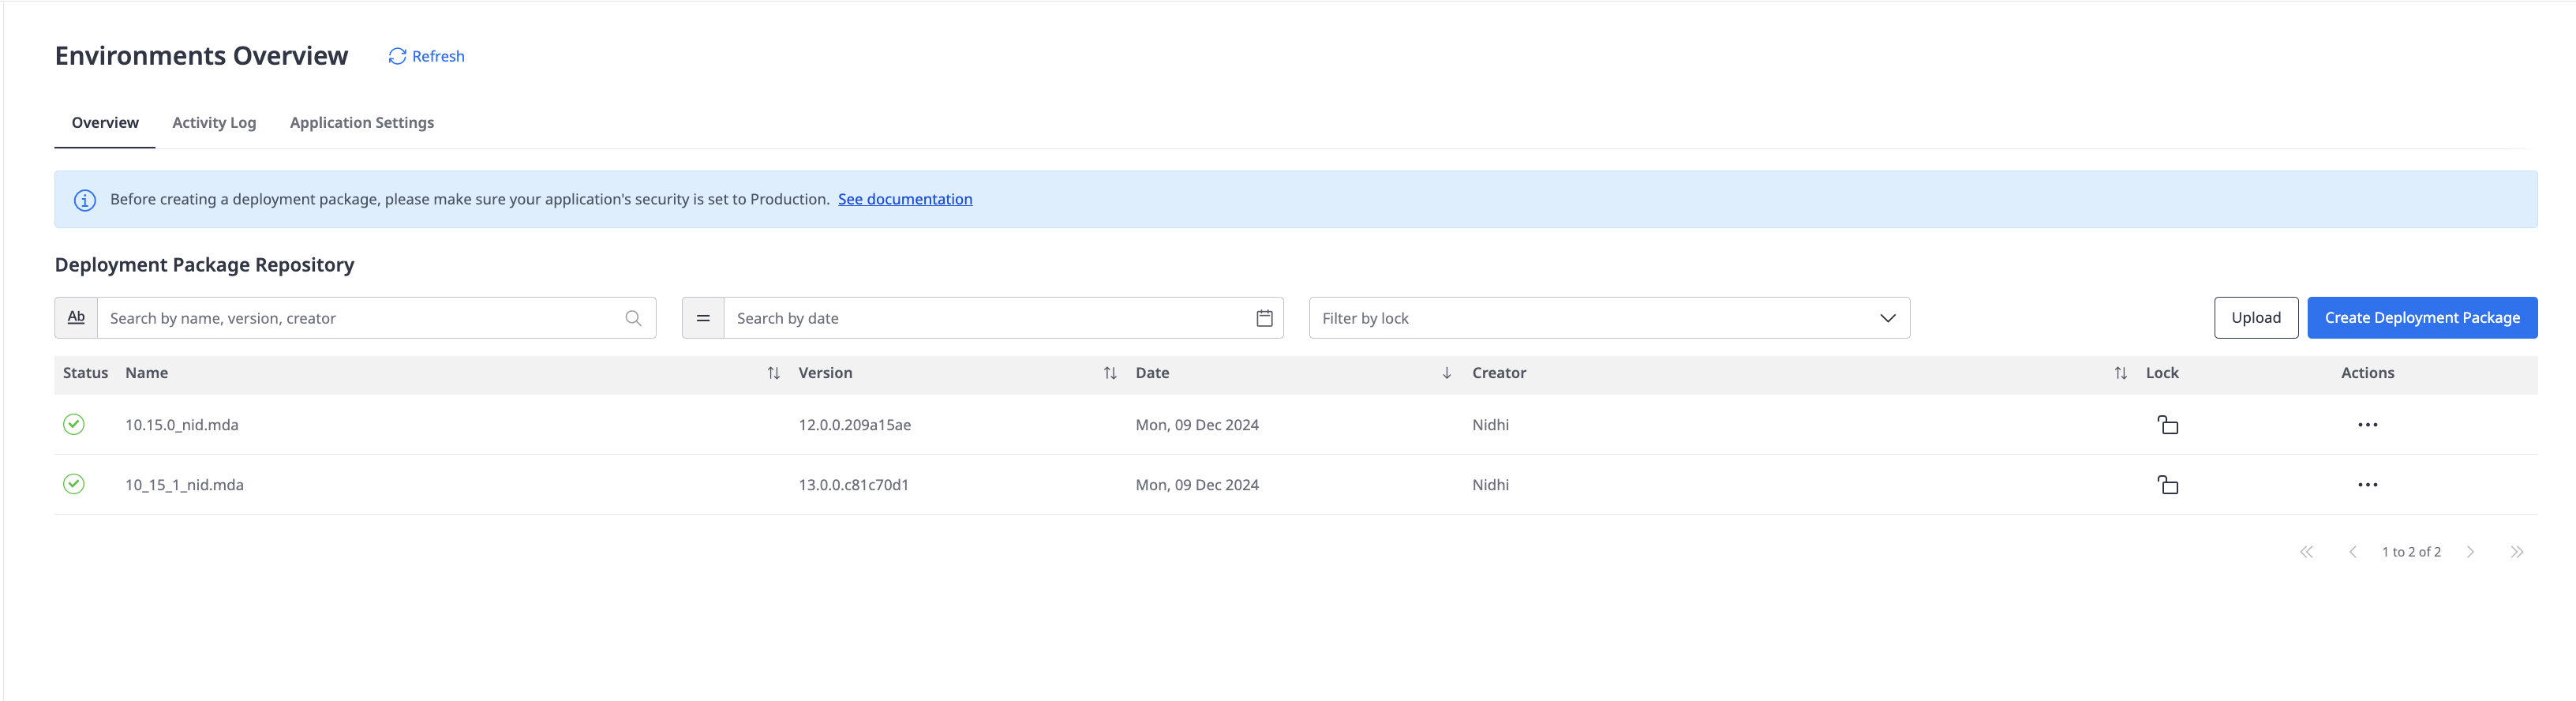 Environments Overview Refresh
Overview Activity Log Application Settings
Before creating a deployment package, please make sure your application's security is set to Production. See documentation
Deployment Package Repository
Ab Search by name, version, creator = Search by date Filter by lock Upload Create Deployment Package
Status Name Version Date Creator Lock Actions
10.15.0_nid.mda 12.0.0.209a15ae Mon, 09 Dec 2024 Nidhi
10_15_1_nid.mda 13.0.0.c81c70d1 Mon, 09 Dec 2024 Nidhi
1 to 2 of 2